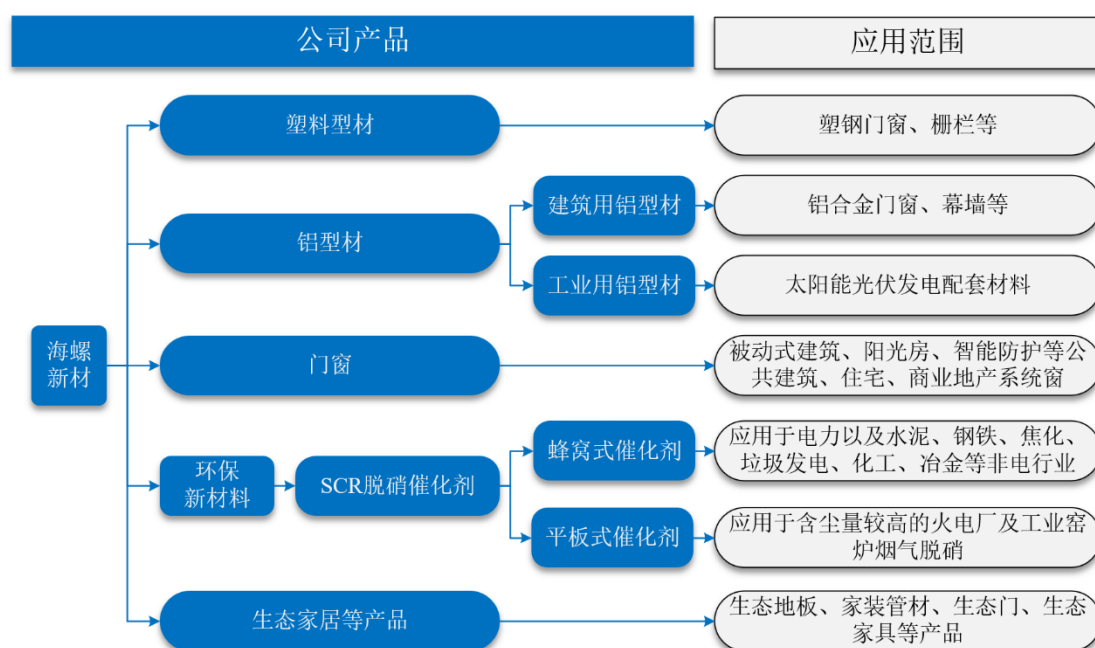 公司产品
应用范围
塑料型材
塑钢门窗、栅栏等
建筑用铝型材
铝合金门窗、幕墙等
铝型材
工业用铝型材
太阳能光伏发电配套材料
海螺
新材
门窗
被动式建筑、阳光房、智能防护等公
共建筑、住宅、商业地产系统窗
蜂窝式催化剂
应用于电力以及水泥、钢铁、焦化、
垃圾发电、化工、冶金等非电行业
环保
新材料
SCR脱硝催化剂
平板式催化剂
应用于含尘量较高的火电厂及工业窑
炉烟气脱硝
生态家居等产品
生态地板、家装管材、生态门、生态
家具等产品